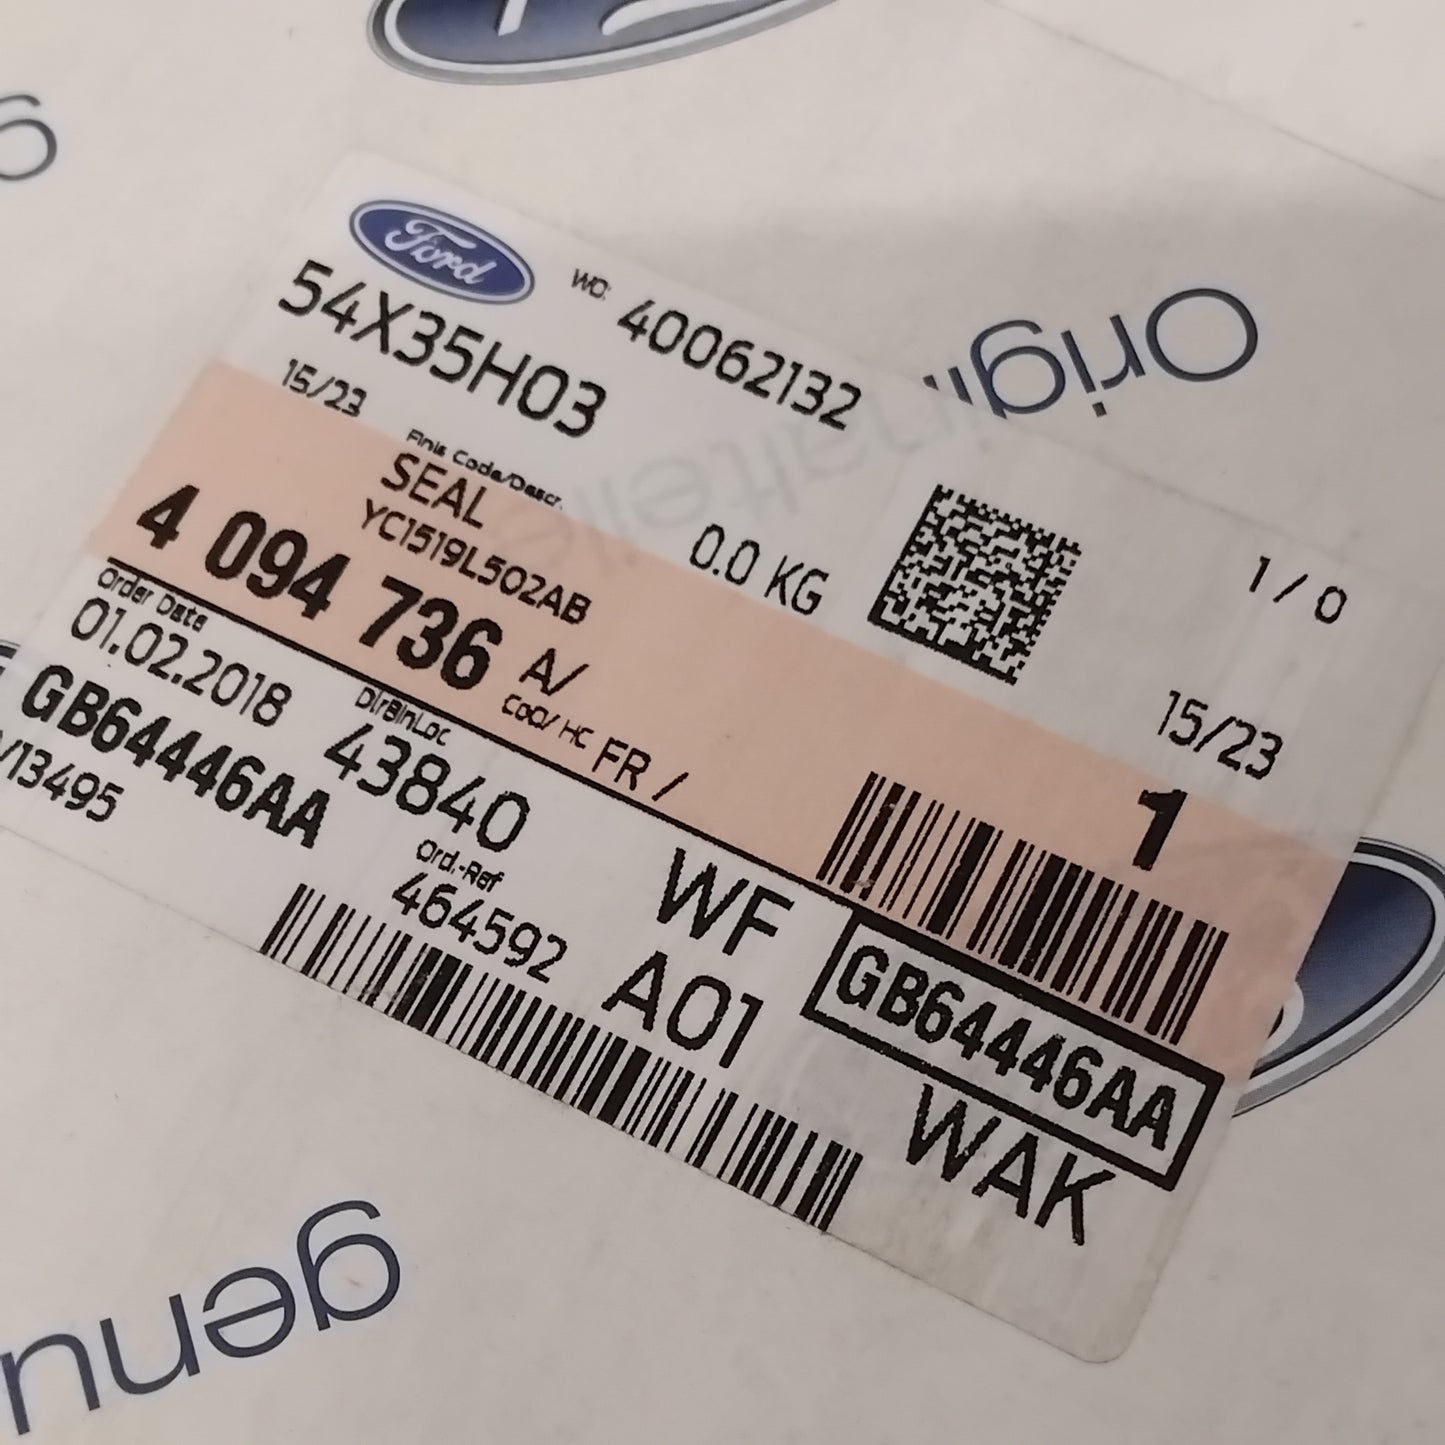 Ford
WO: 40062132
54X35H03
15/23
Finis Code/Descr.
SEAL
YC1519L502AB
0.0 KG
1 / 0
4 094 736 A/
CoO/ HC FR /
15/23
1
Order Date
01.02.2018
DirBinLoc
43840
GB64446AA
/13495
Ord.-Ref
464592
WF
A01
GB64446AA
WAK
Origi
genu